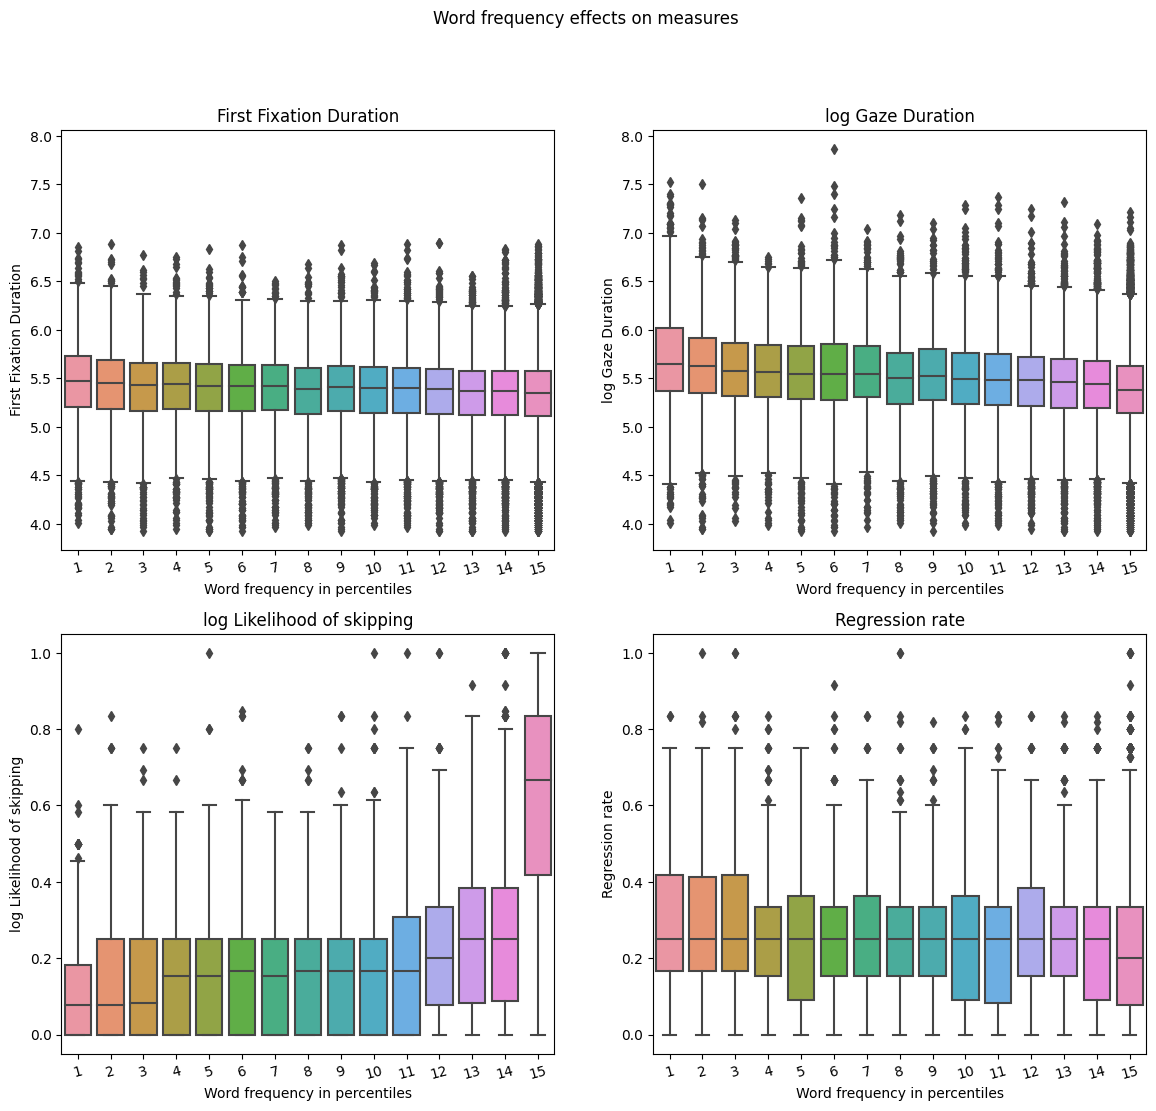 Word frequency effects on measures
First Fixation Duration
8.0
7.5
7.0
6.5
6.0
5.5
5.0
4.5
4.0
First Fixation Duration
1 2 3 4 5 6 7 8 9 10 11 12 13 14 15
Word frequency in percentiles
log Gaze Duration
8.0
7.5
7.0
6.5
6.0
5.5
5.0
4.5
4.0
log Gaze Duration
1 2 3 4 5 6 7 8 9 10 11 12 13 14 15
Word frequency in percentiles
log Likelihood of skipping
1.0
0.8
0.6
0.4
0.2
0.0
log Likelihood of skipping
1 2 3 4 5 6 7 8 9 10 11 12 13 14 15
Word frequency in percentiles
Regression rate
1.0
0.8
0.6
0.4
0.2
0.0
Regression rate
1 2 3 4 5 6 7 8 9 10 11 12 13 14 15
Word frequency in percentiles